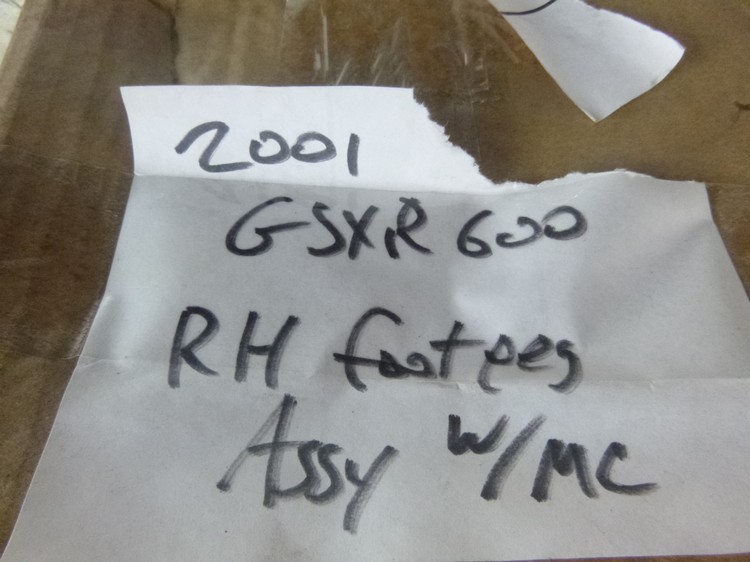 2001
GSXR 600
RH footpeg
Assy w/MC